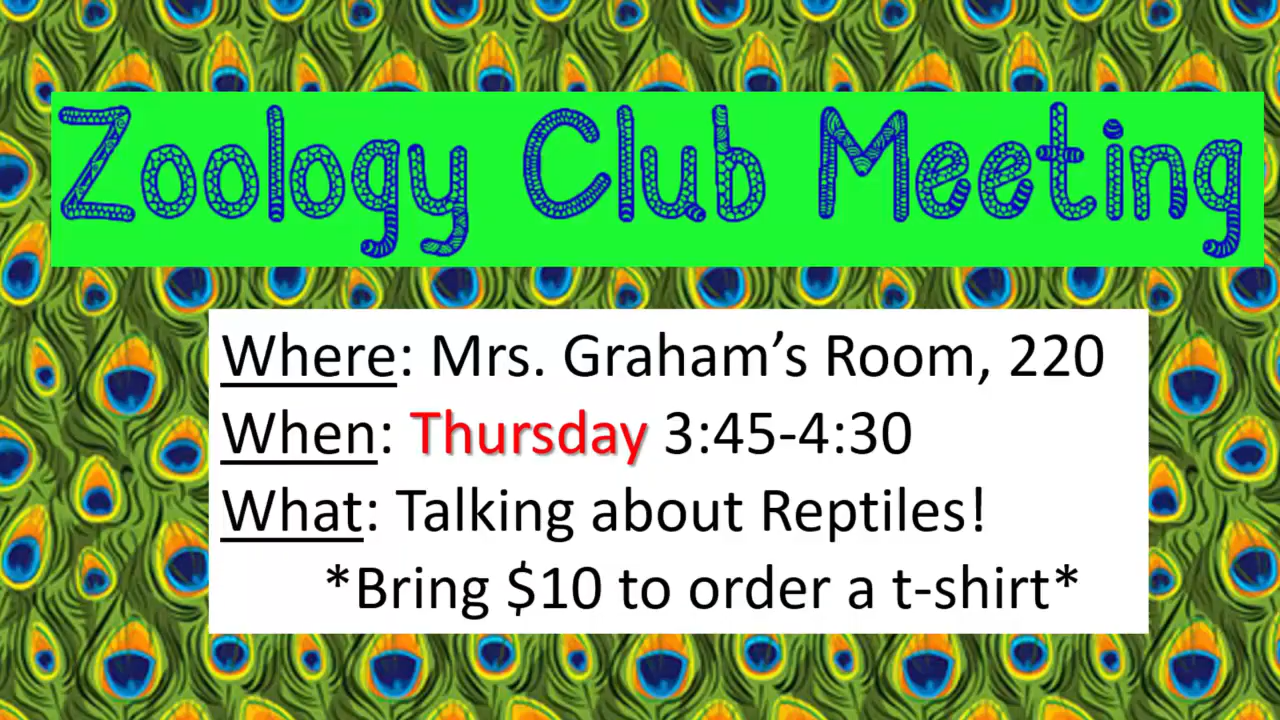 Zoology Club Meeting
Where: Mrs. Graham’s Room, 220
When: Thursday 3:45-4:30
What: Talking about Reptiles!
*Bring $10 to order a t-shirt*